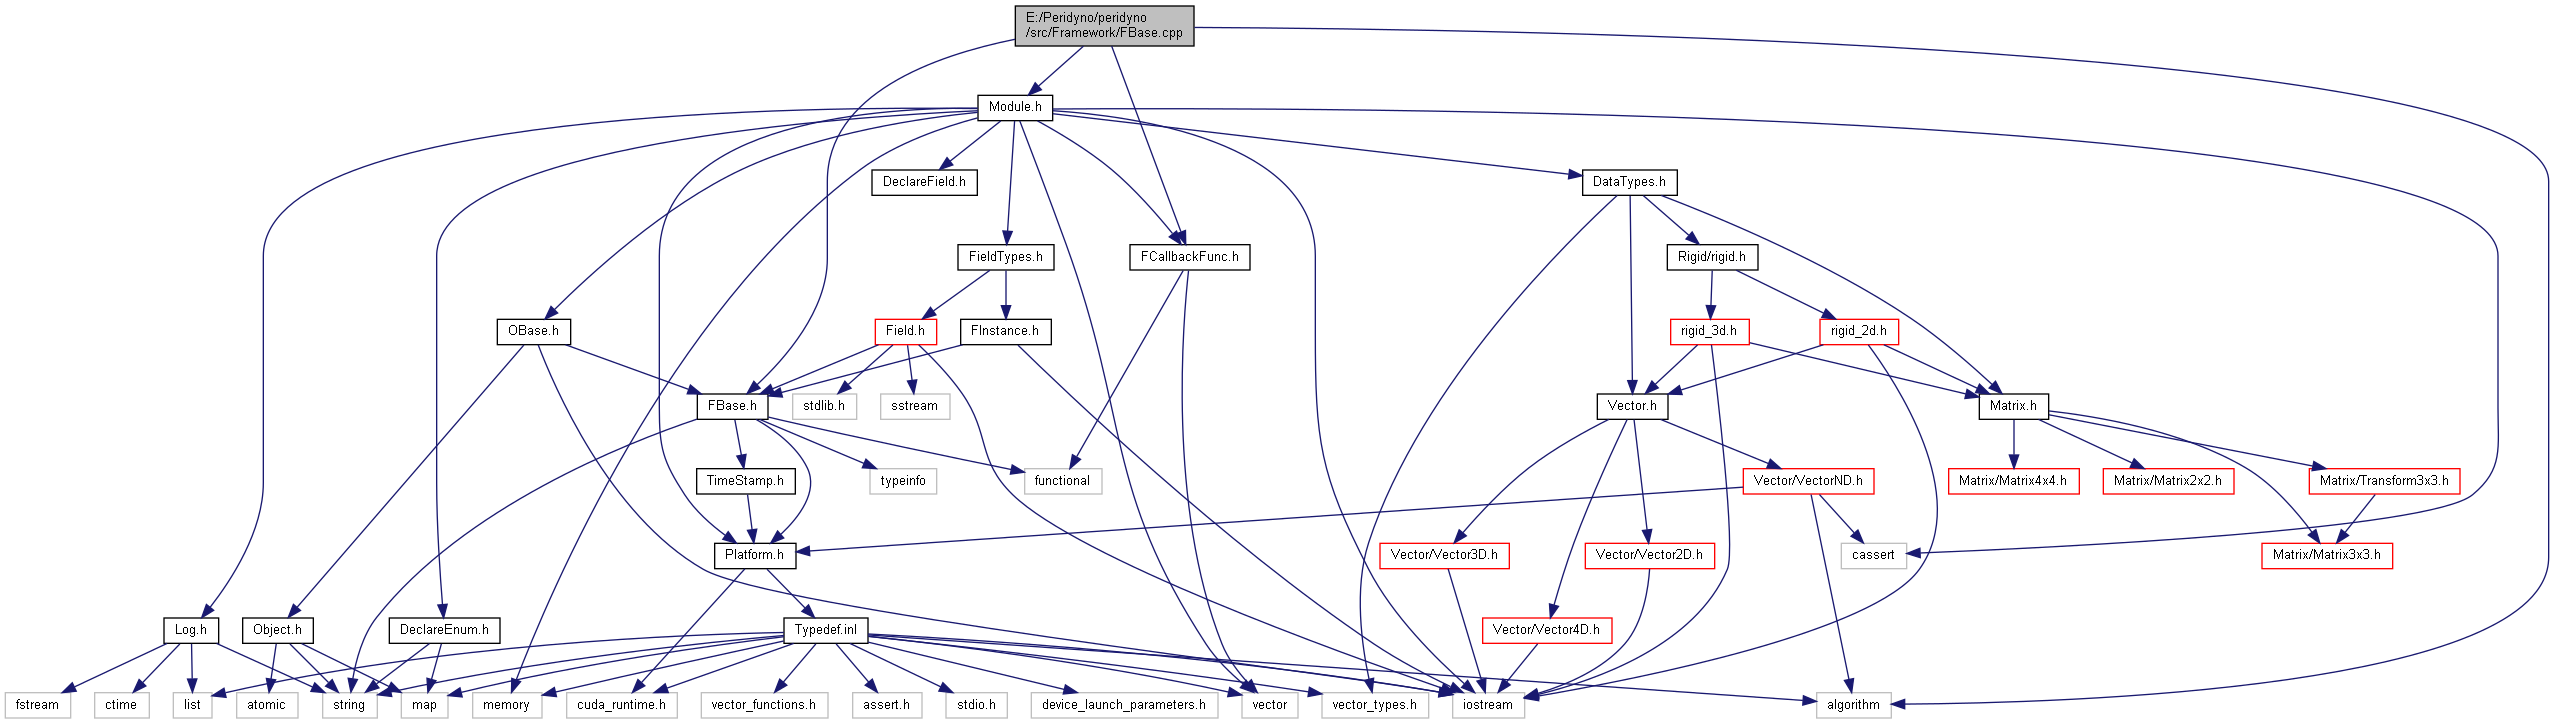 E:/Peridyno/peridyno
/src/Framework/FBase.cpp
Module.h
DeclareField.h
DataTypes.h
FieldTypes.h
FCallbackFunc.h
Rigid/rigid.h
OBase.h
Field.h
FInstance.h
rigid_3d.h
rigid_2d.h
FBase.h
stdlib.h
sstream
Vector.h
Matrix.h
TimeStamp.h
typeinfo
functional
Vector/VectorND.h
Matrix/Matrix4x4.h
Matrix/Matrix2x2.h
Matrix/Transform3x3.h
Platform.h
Vector/Vector3D.h
Vector/Vector2D.h
cassert
Matrix/Matrix3x3.h
Log.h
Object.h
DeclareEnum.h
Typedef.inl
Vector/Vector4D.h
fstream
ctime
list
atomic
string
map
memory
cuda_runtime.h
vector_functions.h
assert.h
stdio.h
device_launch_parameters.h
vector
vector_types.h
iostream
algorithm